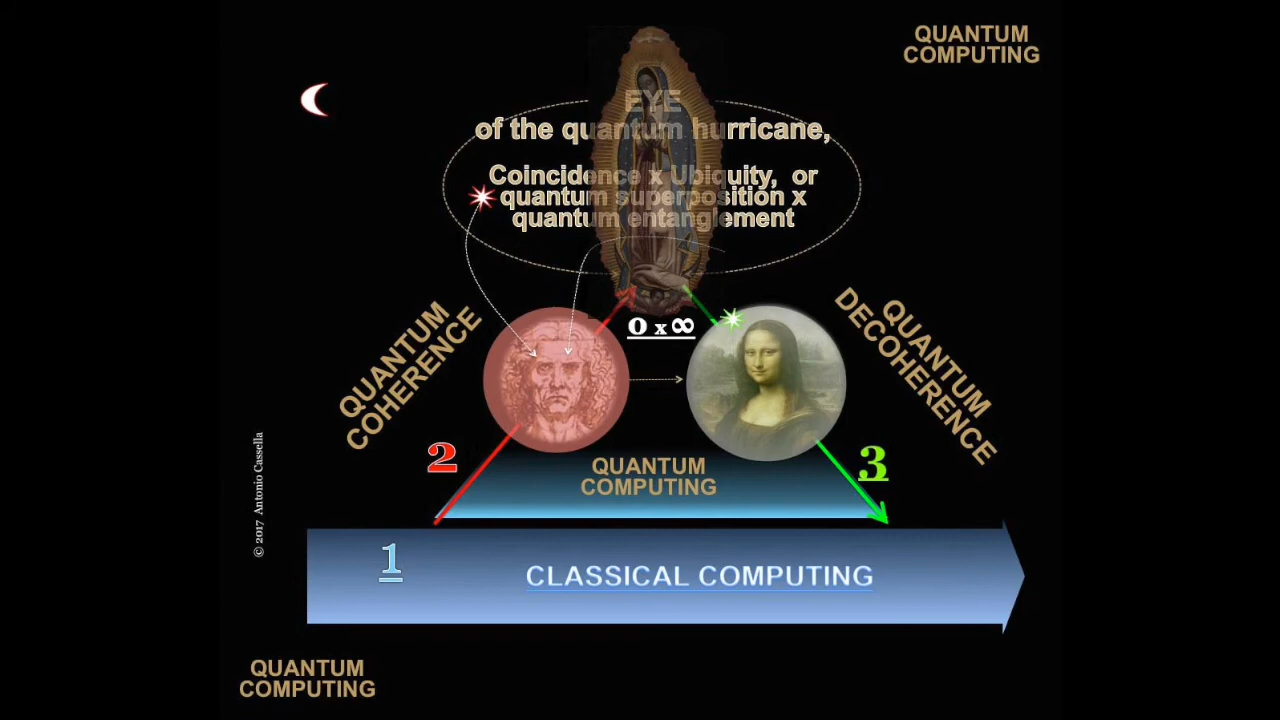 QUANTUM
COMPUTING
EYE
of the quantum hurricane,
Coincidence x Ubiquity, or
quantum superposition x
quantum entanglement
QUANTUM
COHERENCE
0 x ∞
QUANTUM
DECOHERENCE
2
3
QUANTUM
COMPUTING
© 2017 Antonio Cassella
1
CLASSICAL COMPUTING
QUANTUM
COMPUTING